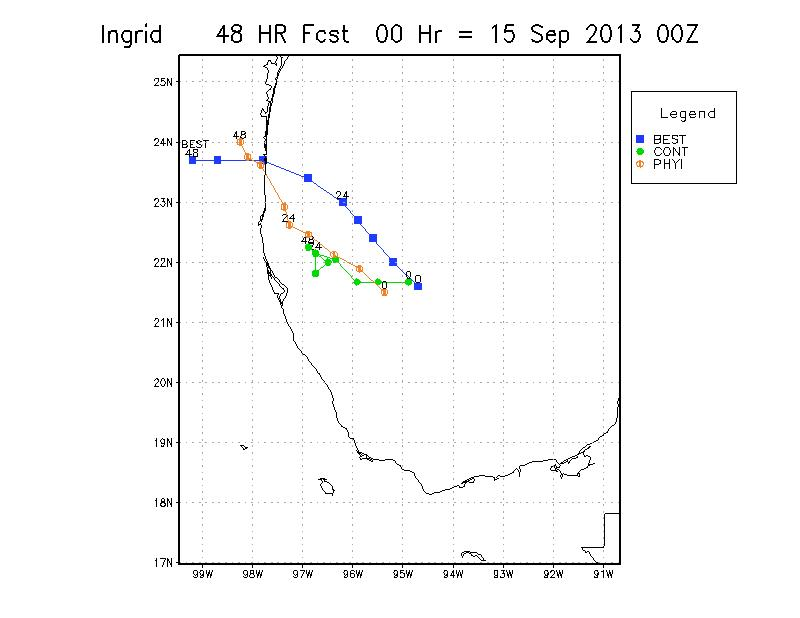 Ingrid 48 HR Fcst 00 Hr = 15 Sep 2013 00Z
25N
24N
23N
22N
21N
20N
19N
18N
17N
99W 98W 97W 96W 95W 94W 93W 92W 91W
BEST
48
48
24
24
48
24
0
0
0
Legend
BEST
CONT
PHYI